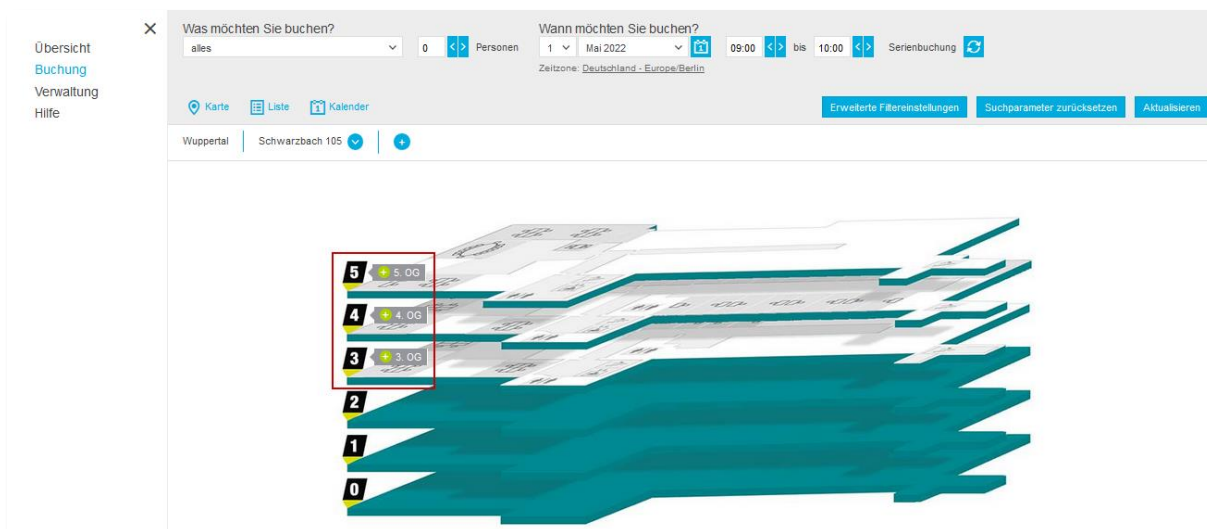 Übersicht
Buchung
Verwaltung
Hilfe
Was möchten Sie buchen?
alles
0
Personen
Wann möchten Sie buchen?
1 Mai 2022 1 09:00 bis 10:00 Serienbuchung
Zeitzone: Deutschland - Europe/Berlin
Karte Liste 1 Kalender
Erweiterte Filtereinstellungen Suchparameter zurücksetzen Aktualisieren
Wuppertal Schwarzbach 105
5 5. OG
4 4. OG
3 3. OG
2
1
0